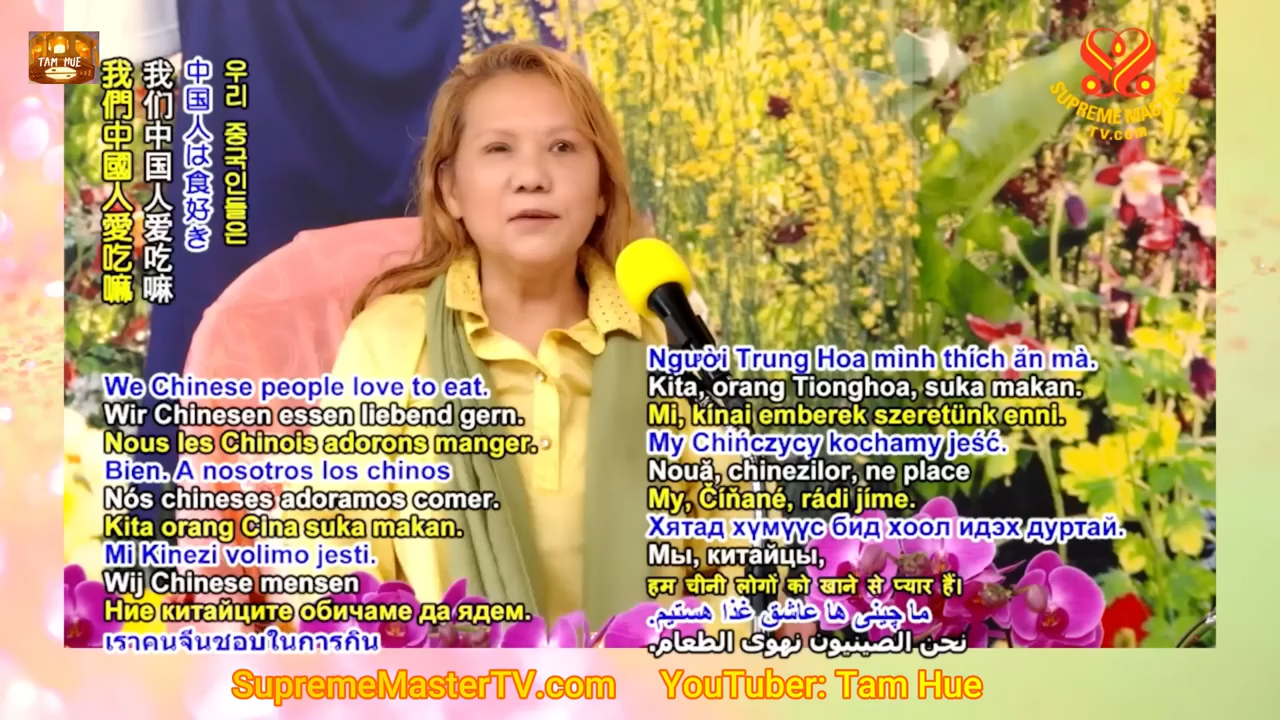 TAM HUE
我們中國人愛吃嘛
我们中国人爱吃嘛
中国人は食好き
우리 중국인들은
SUPREME MASTER
TV.com
We Chinese people love to eat.
Wir Chinesen essen liebend gern.
Nous les Chinois adorons manger.
Bien. A nosotros los chinos
Nós chineses adoramos comer.
Kita orang Cina suka makan.
Mi Kinezi volimo jesti.
Wij Chinese mensen
Ние китайците обичаме да ядем.
เราคนจีนชอบในการกิน
Người Trung Hoa mình thích ăn mà.
Kita, orang Tionghoa, suka makan.
Mi, kínai emberek szeretünk enni.
My Chińczycy kochamy jeść.
Nouă, chinezilor, ne place
My, Číňané, rádi jíme.
Хятад хүмүүс бид хоол идэх дуртай.
Мы, китайцы,
हम चीनी लोगों को खाने से प्यार हैं।
ما چینی ها عاشق غذا هستیم.
نحن الصينيون نهوى الطعام.
SupremeMasterTV.com YouTuber: Tam Hue